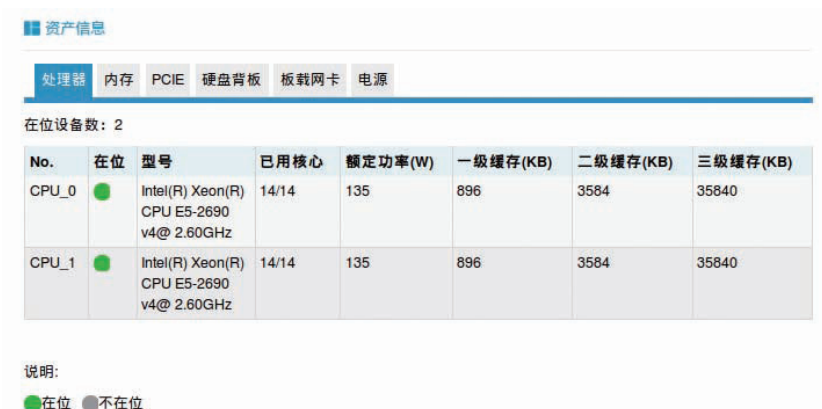 资产信息
处理器 内存 PCIE 硬盘背板 板载网卡 电源
在位设备数：2
No. 在位 型号 已用核心 额定功率(W) 一级缓存(KB) 二级缓存(KB) 三级缓存(KB)
CPU_0 Intel(R) Xeon(R) 14/14 135 896 3584 35840
CPU E5-2690
v4@ 2.60GHz
CPU_1 Intel(R) Xeon(R) 14/14 135 896 3584 35840
CPU E5-2690
v4@ 2.60GHz
说明:
在位 不在位